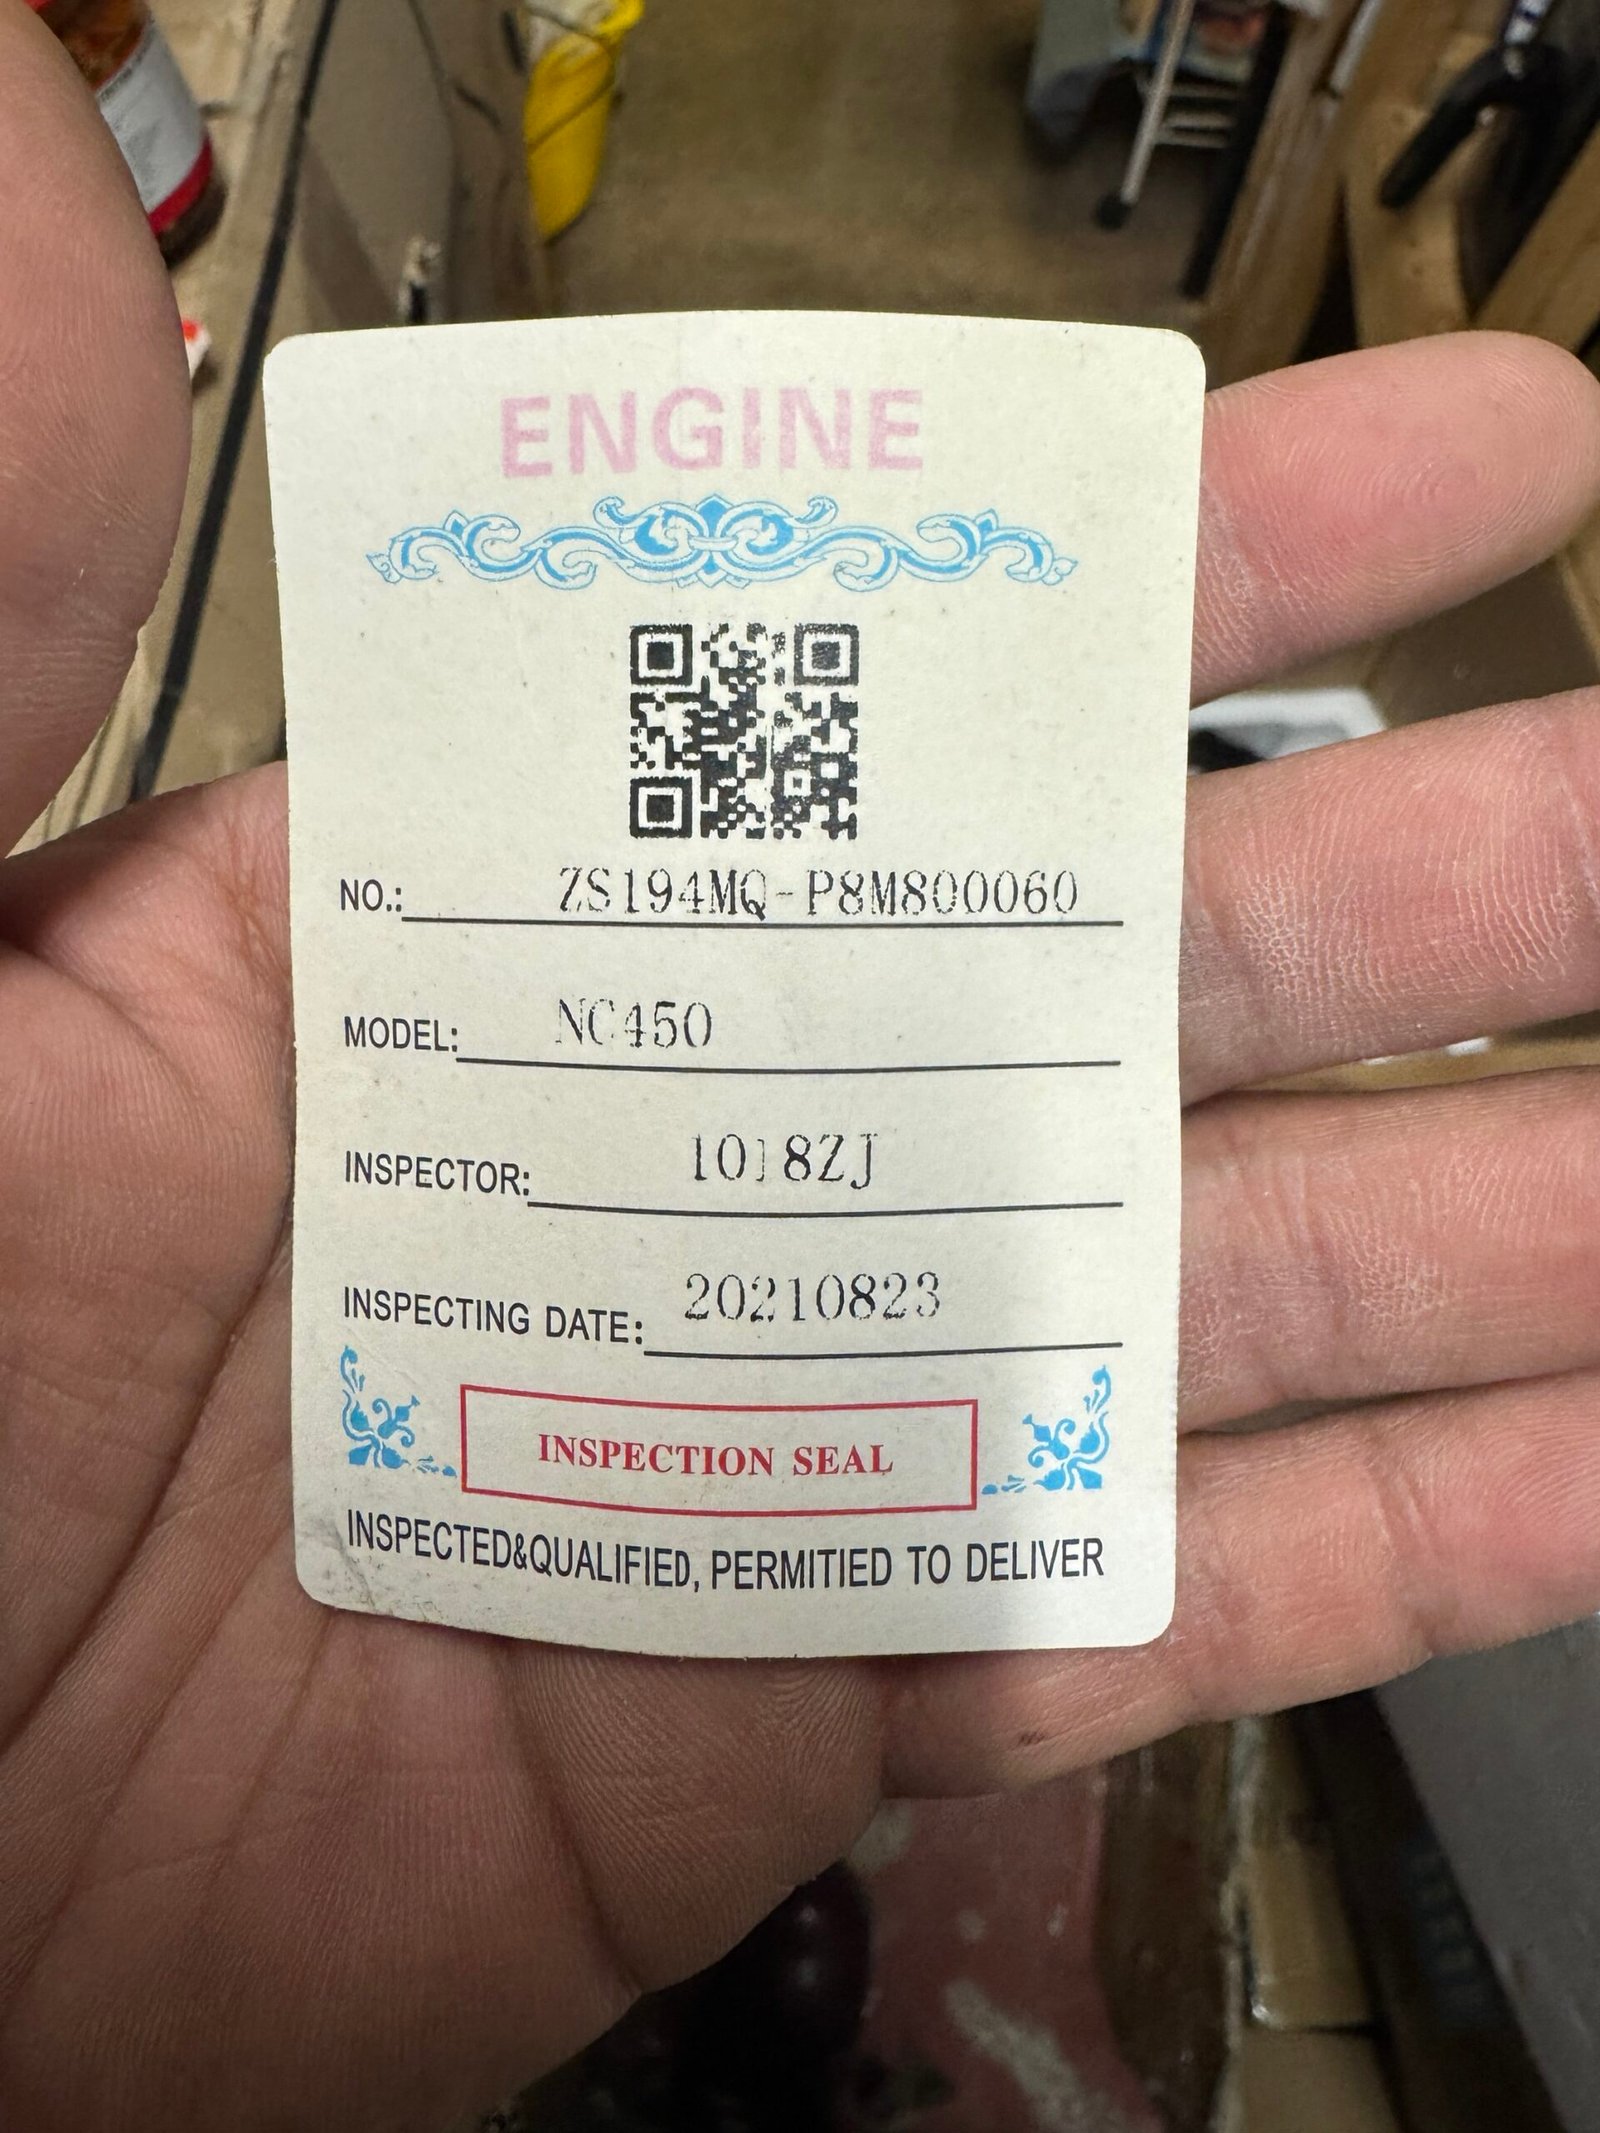 ENGINE
NO.: ZS194MQ-P8M800060
MODEL: NC450
INSPECTOR: 1018ZJ
INSPECTING DATE: 20210823
INSPECTION SEAL
INSPECTED&QUALIFIED, PERMITIED TO DELIVER